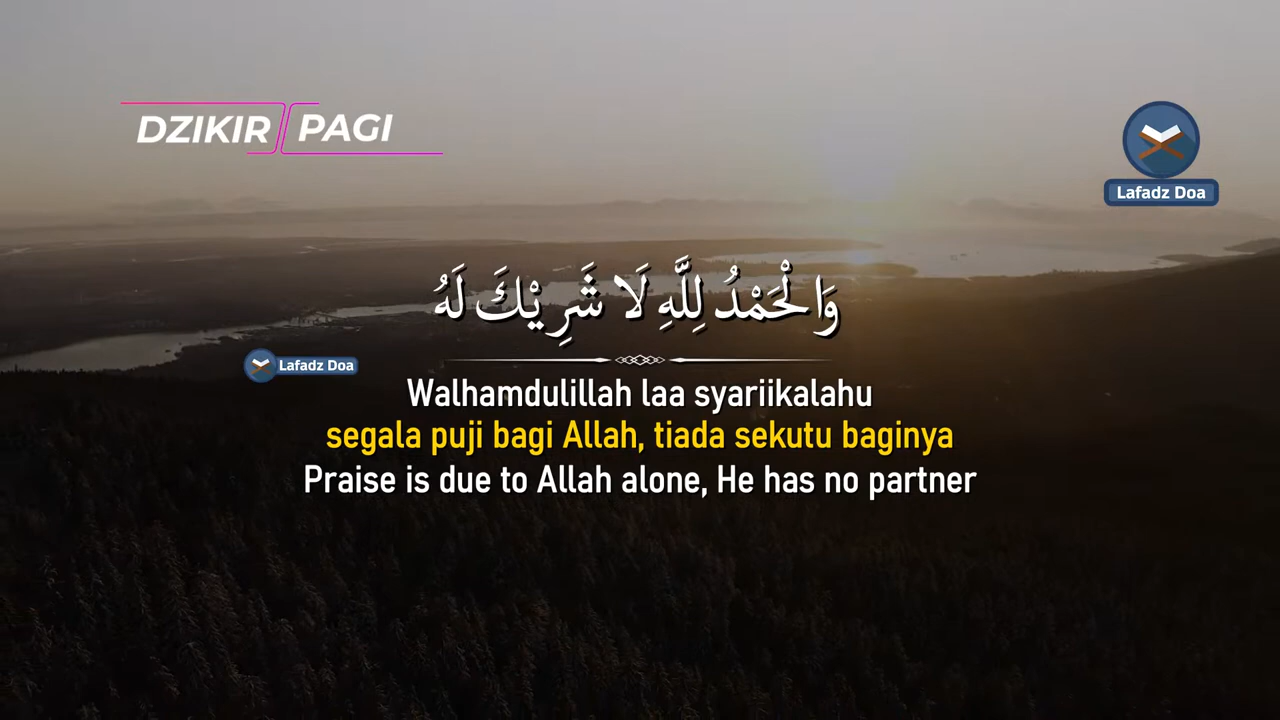 DZIKIR PAGI
Lafadz Doa
وَالْحَمْدُ لِلَّهِ لَا شَرِيْكَ لَهُ
Lafadz Doa
Walhamdulillah laa syariikalahu
segala puji bagi Allah, tiada sekutu baginya
Praise is due to Allah alone, He has no partner